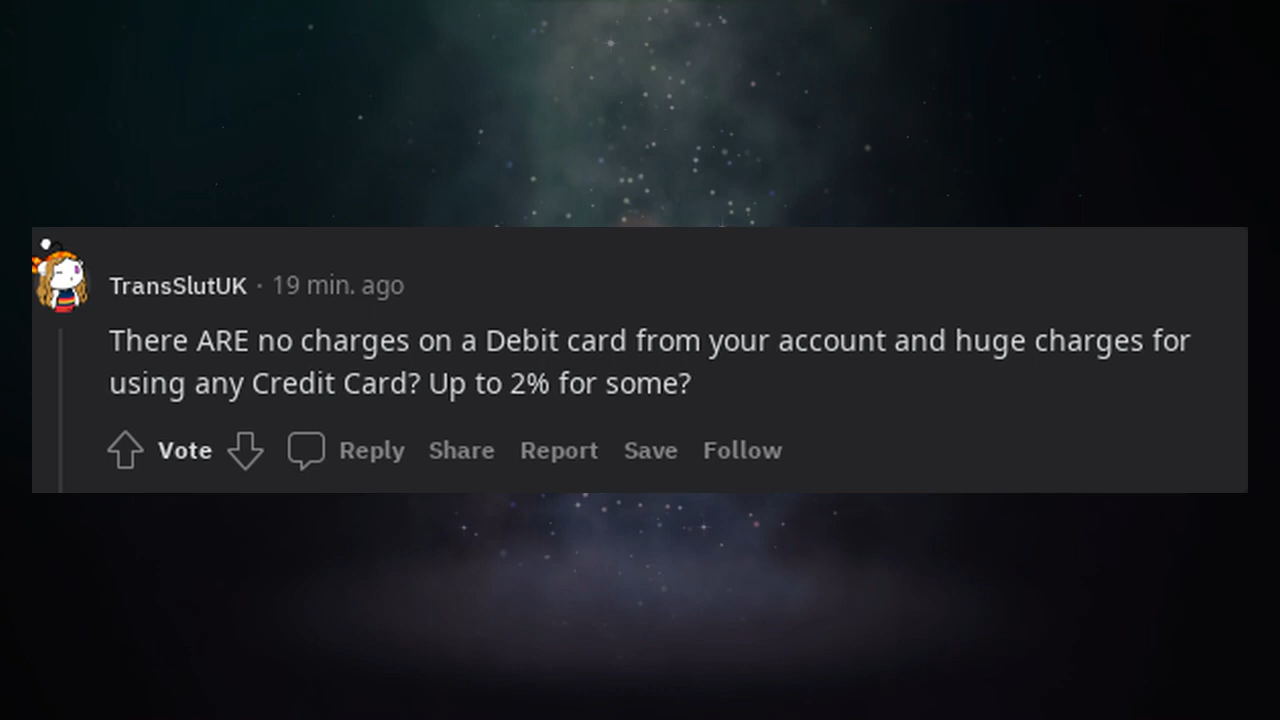 TransSlutUK · 19 min. ago
There ARE no charges on a Debit card from your account and huge charges for
using any Credit Card? Up to 2% for some?
Vote Reply Share Report Save Follow